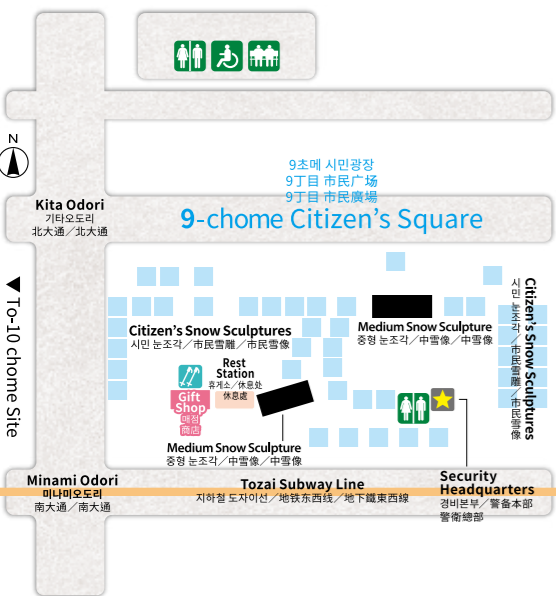 N
9초메 시민광장
9丁目 市民广场
9丁目 市民廣場
9-chome Citizen's Square
Kita Odori
기타오도리
北大通／北大通
◀ To-10 chome Site
Citizen's Snow Sculptures
시민 눈조각／市民雪雕／市民雪像
Medium Snow Sculpture
중형 눈조각／中雪像／中雪像
Citizen's Snow Sculptures
시민 눈조각／市民雪雕／市民雪像
Rest
Station
휴게소／休息处
休息處
Gift
Shop
매점
商店
Medium Snow Sculpture
중형 눈조각／中雪像／中雪像
Minami Odori
미나미오도리
南大通／南大通
Tozai Subway Line
지하철 도자이선／地铁东西线／地下鐵東西線
Security
Headquarters
경비본부／警备本部
警衛總部